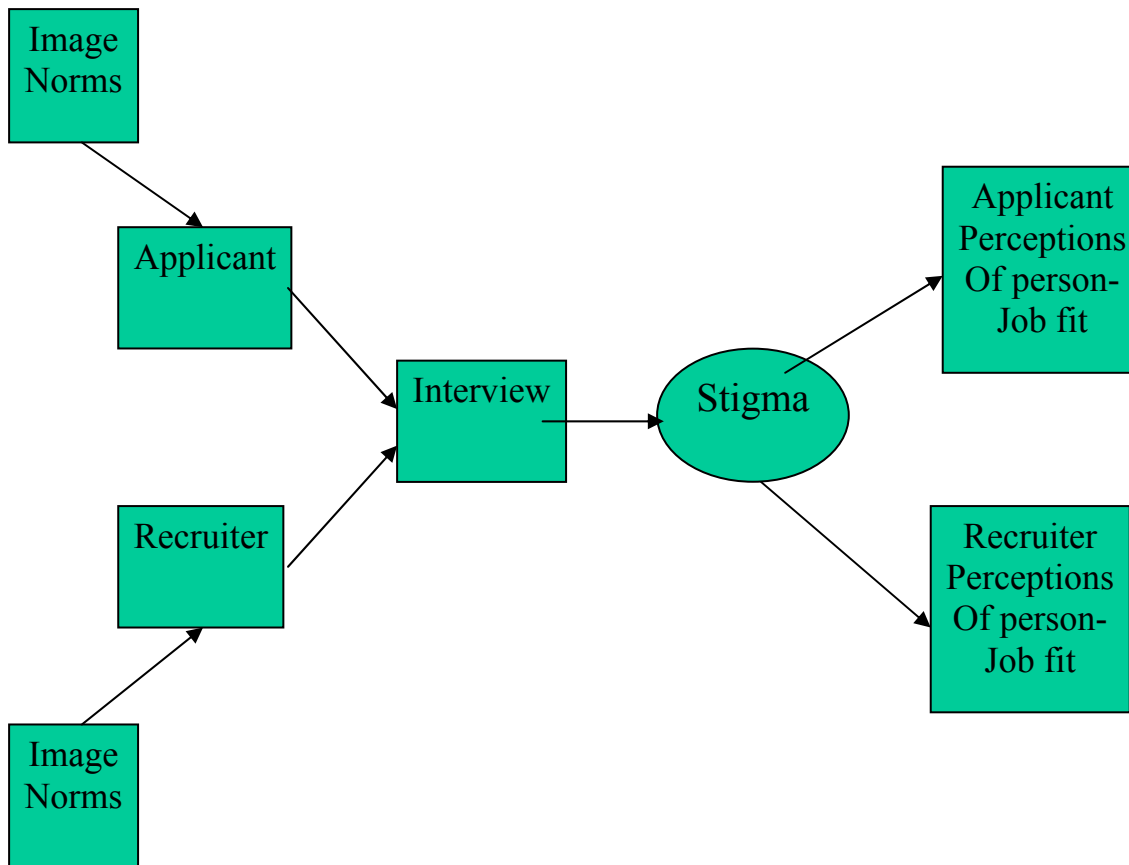 Image
Norms
Applicant
Applicant
Perceptions
Of person-
Job fit
Interview
Stigma
Recruiter
Recruiter
Perceptions
Of person-
Job fit
Image
Norms